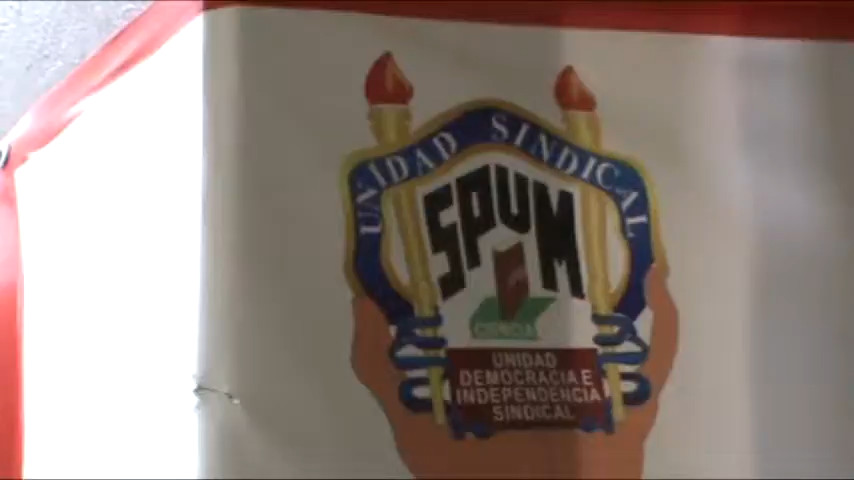 UNIDAD SINDICAL
SPUM
CIENCIA
UNIDAD
DEMOCRACIA E
INDEPENDENCIA
SINDICAL